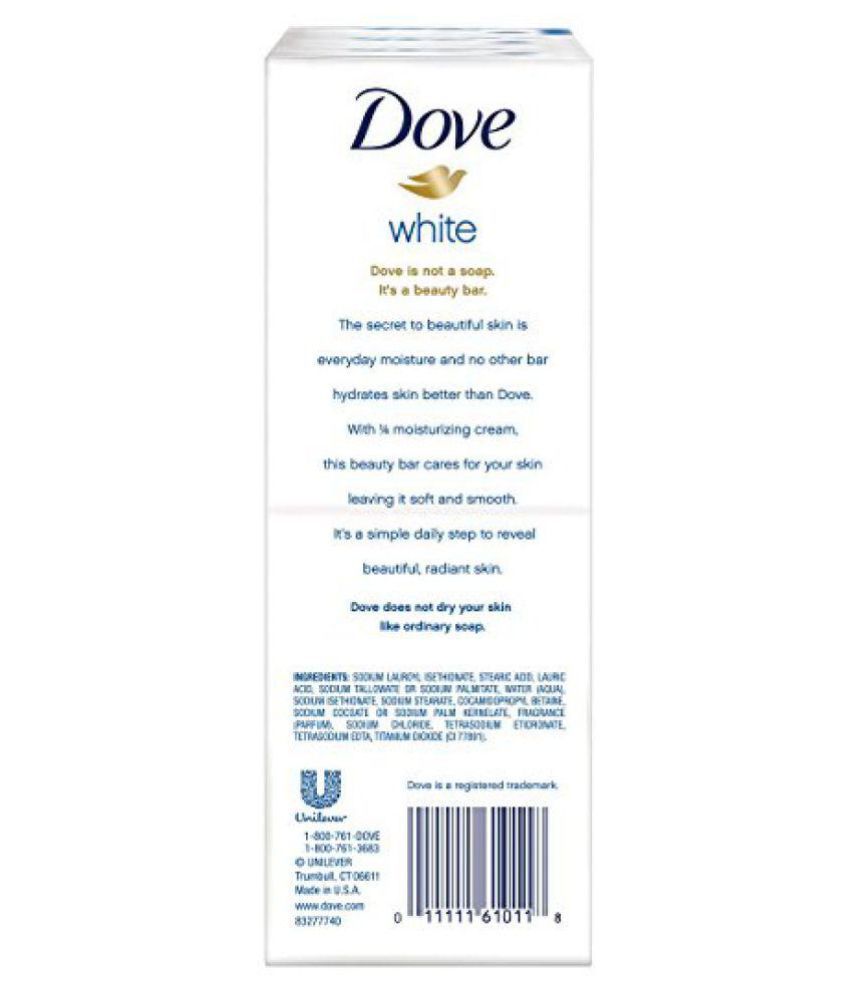 Dove
white
Dove is not a soap.
It's a beauty bar.
The secret to beautiful skin is
everyday moisture and no other bar
hydrates skin better than Dove.
With ¼ moisturizing cream,
this beauty bar cares for your skin
leaving it soft and smooth.
It's a simple daily step to reveal
beautiful, radiant skin.
Dove does not dry your skin
like ordinary soap.
INGREDIENTS: SODIUM LAUROYL ISETHIONATE, STEARIC ACID, LAURIC
ACID, SODIUM TALLOWATE OR SODIUM PALMITATE, WATER (AQUA),
SODIUM ISETHIONATE, SODIUM STEARATE, COCAMIDOPROPYL BETAINE,
SODIUM COCOATE OR SODIUM PALM KERNELATE, FRAGRANCE
(PARFUM), SODIUM CHLORIDE, TETRASODIUM ETIDRONATE,
TETRASODIUM EDTA, TITANIUM DIOXIDE (CI 77891).
Unilever
1-800-761-DOVE
1-800-761-3683
© UNILEVER
Trumbull, CT 06611
Made in U.S.A.
www.dove.com
83277740
Dove is a registered trademark.
0 11111 61011 8